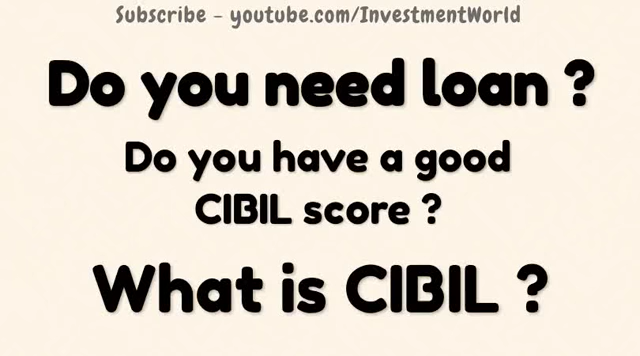 Subscribe - youtube.com/InvestmentWorld
Do you need loan ?
Do you have a good
CIBIL score ?
What is CIBIL ?